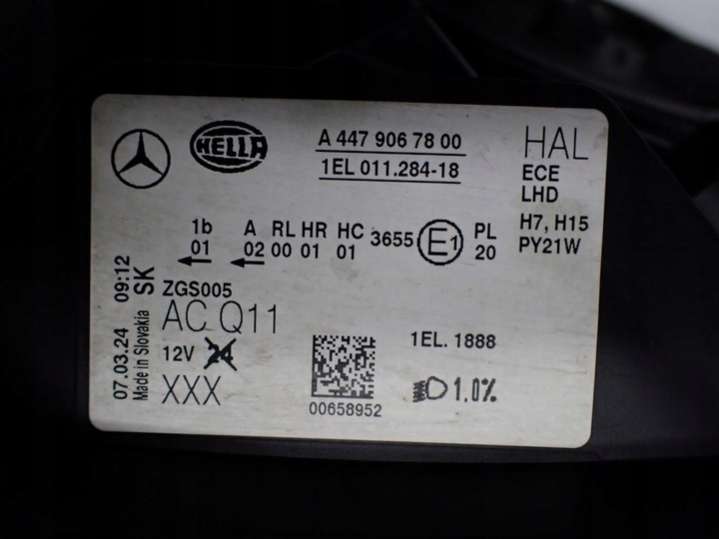 HELLA
A 447 906 78 00
1EL 011.284-18
HAL
ECE
LHD
H7, H15
PY21W
1b A RL HR HC 3655 E1 PL
01 02 00 01 01 20
07.03.24 09:12
Made in Slovakia SK
ZGS005
AC Q11
12V 24
XXX
00658952
1EL. 1888
1.0%